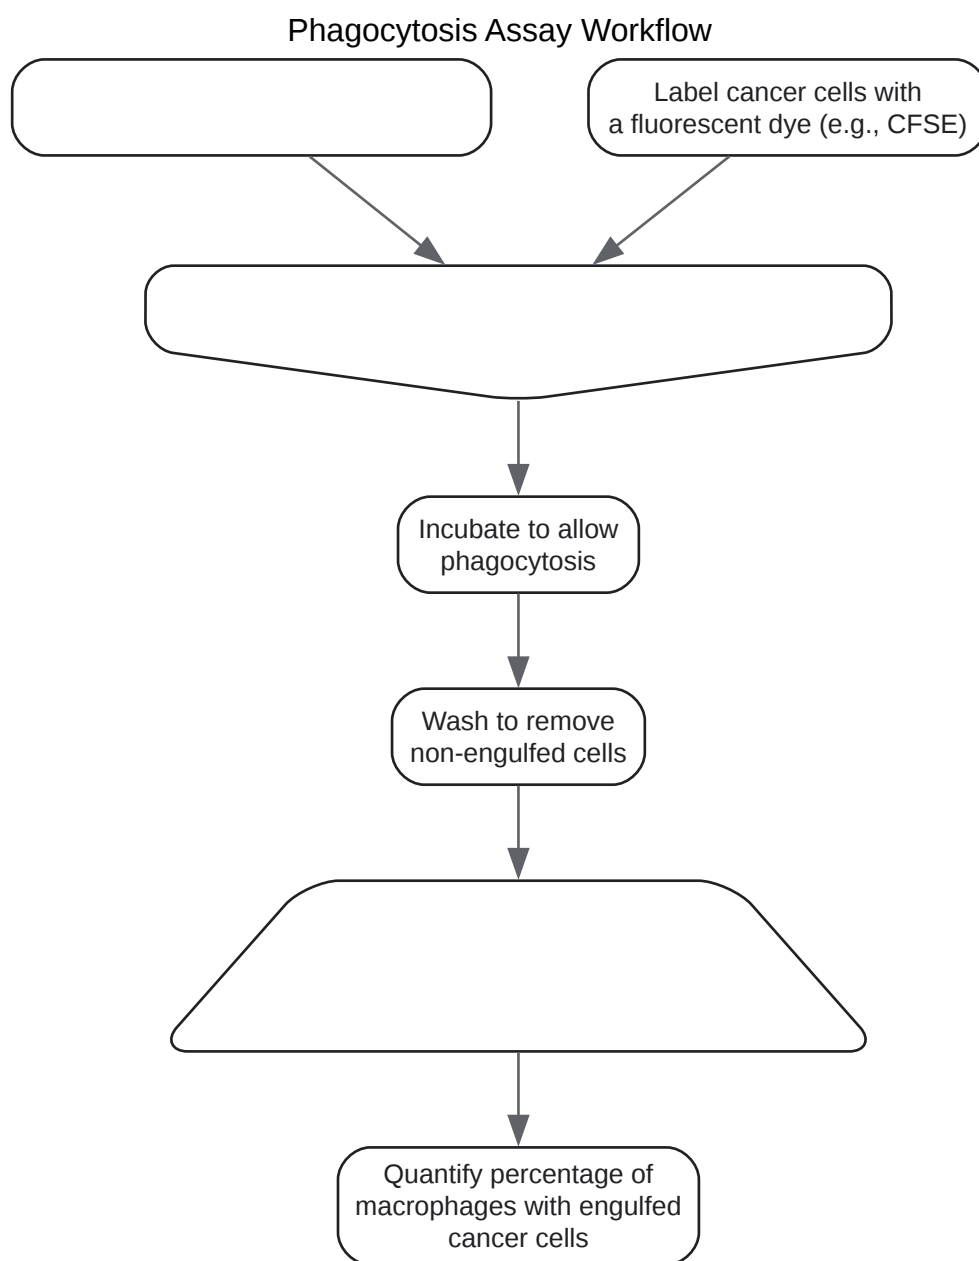 Phagocytosis Assay Workflow
Label cancer cells with
a fluorescent dye (e.g., CFSE)
Incubate to allow
phagocytosis
Wash to remove
non-engulfed cells
Quantify percentage of
macrophages with engulfed
cancer cells